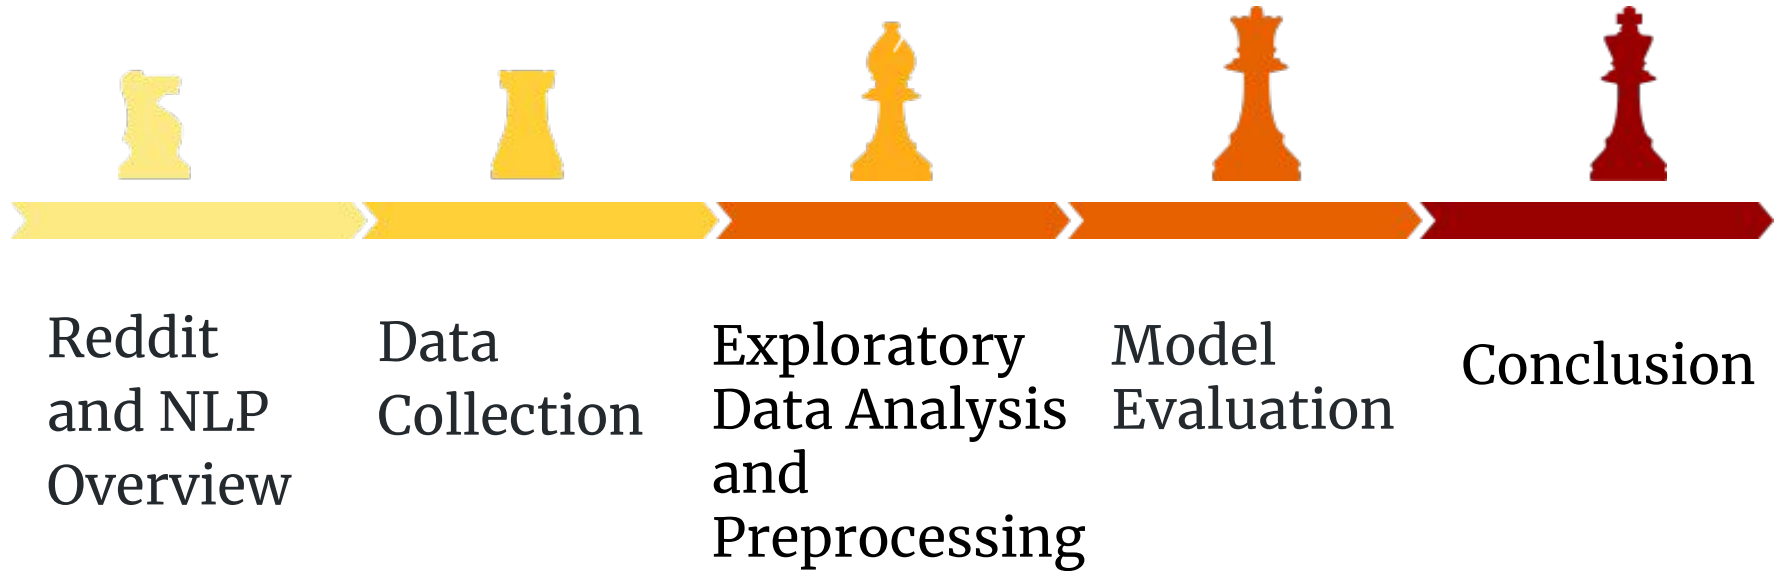 Reddit
and NLP
Overview
Data
Collection
Exploratory
Data Analysis
and
Preprocessing
Model
Evaluation
Conclusion